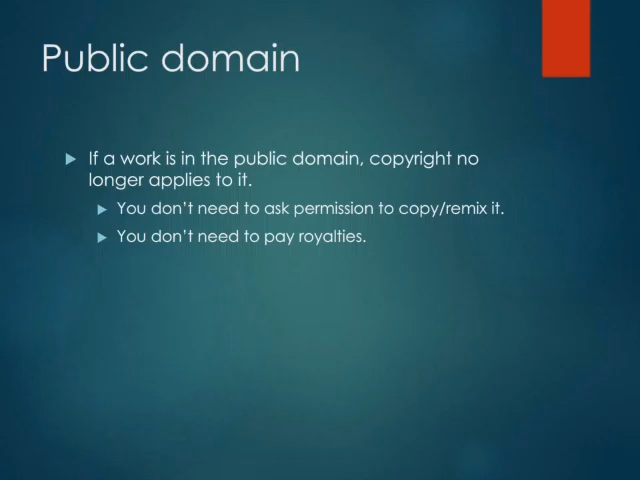 Public domain
If a work is in the public domain, copyright no
longer applies to it.
You don’t need to ask permission to copy/remix it.
You don’t need to pay royalties.